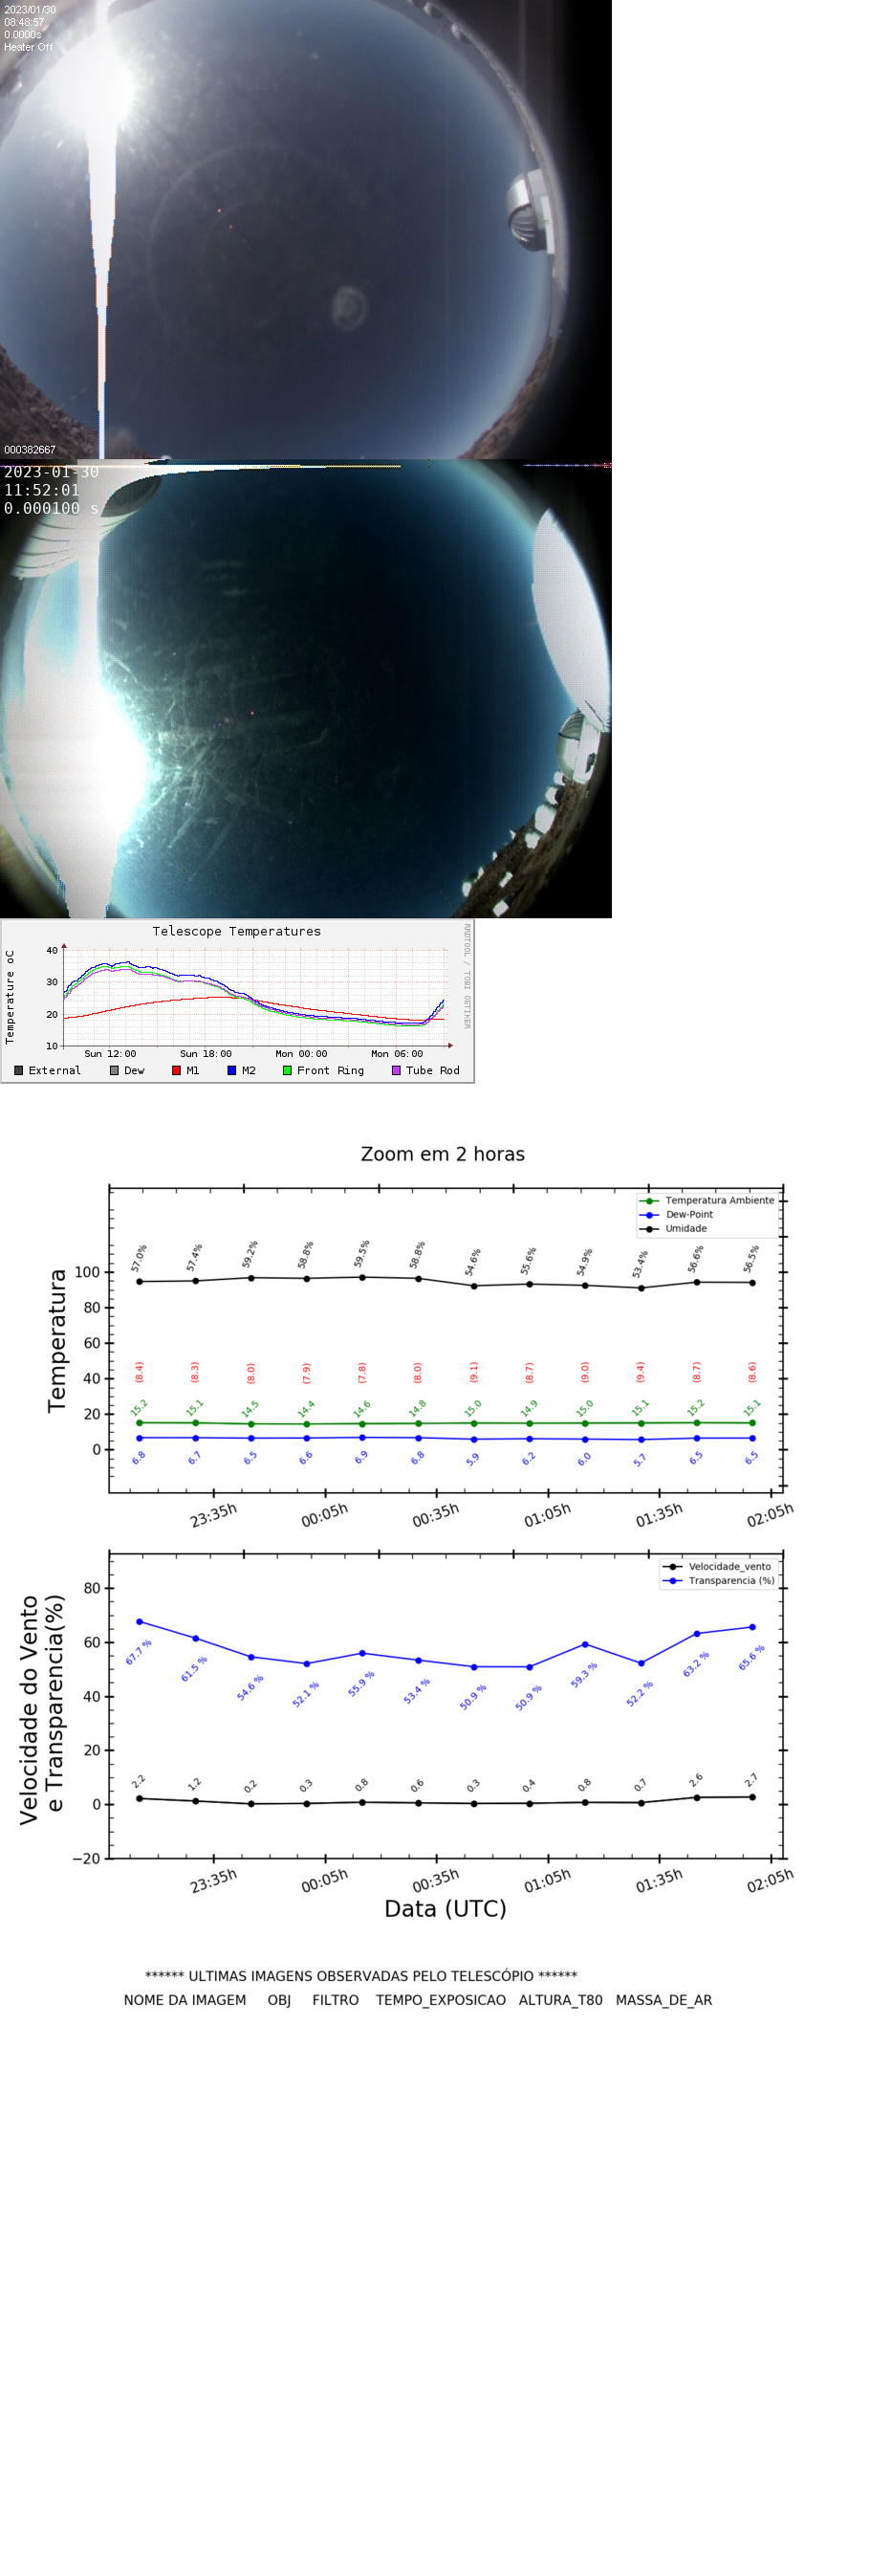 2023/01/30
08:48:57
0.0000s
Heater Off
000382667
2023-01-30
11:52:01
0.000100 s
Telescope Temperatures
RRDTOOL / TOBI OETIKER
Temperature oC
40
30
20
10
Sun 12:00 Sun 18:00 Mon 00:00 Mon 06:00
External Dew M1 M2 Front Ring Tube Rod
Zoom em 2 horas
Temperatura Ambiente
Dew-Point
Umidade
Temperatura
100
80
60
40
20
0
57.0% 57.4% 59.2% 58.8% 59.5% 58.8% 54.6% 55.6% 54.9% 53.4% 56.6% 56.5%
(8.4) (8.3) (8.0) (7.9) (7.8) (8.0) (9.1) (8.7) (9.0) (9.4) (8.7) (8.6)
15.2 15.1 14.5 14.4 14.6 14.8 15.0 14.9 15.0 15.1 15.2 15.1
6.8 6.7 6.5 6.6 6.9 6.8 5.9 6.2 6.0 5.7 6.5 6.5
23:35h 00:05h 00:35h 01:05h 01:35h 02:05h
Velocidade_vento
Transparencia (%)
Velocidade do Vento
e Transparencia(%)
80
60
40
20
0
−20
67.7 % 61.5 % 54.6 % 52.1 % 55.9 % 53.4 % 50.9 % 50.9 % 59.3 % 52.2 % 63.2 % 65.6 %
2.2 1.2 0.2 0.3 0.8 0.6 0.3 0.4 0.8 0.7 2.6 2.7
23:35h 00:05h 00:35h 01:05h 01:35h 02:05h
Data (UTC)
****** ULTIMAS IMAGENS OBSERVADAS PELO TELESCÓPIO ******
NOME DA IMAGEM OBJ FILTRO TEMPO_EXPOSICAO ALTURA_T80 MASSA_DE_AR